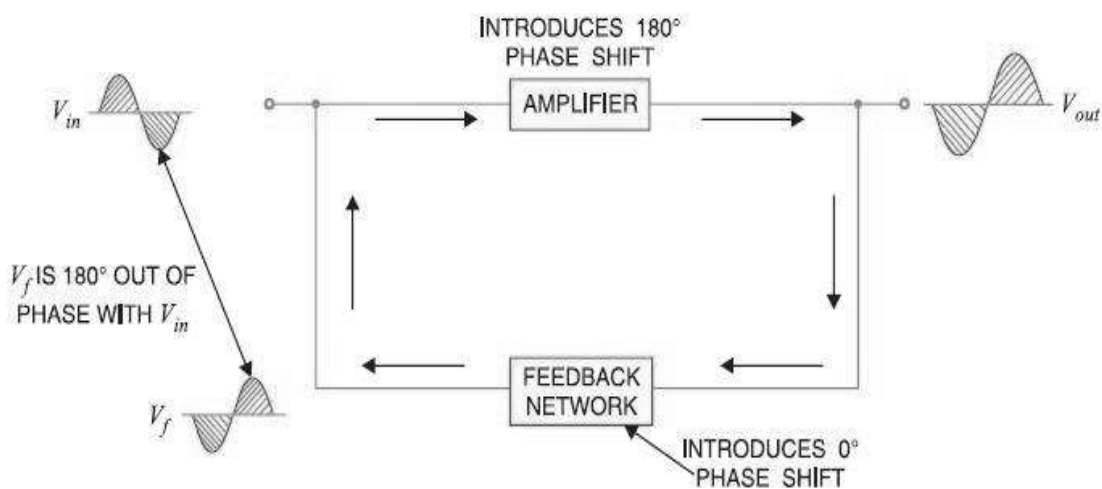 INTRODUCES 180°
PHASE SHIFT
V_in
AMPLIFIER
V_out
V_f IS 180° OUT OF
PHASE WITH V_in
V_f
FEEDBACK
NETWORK
INTRODUCES 0°
PHASE SHIFT